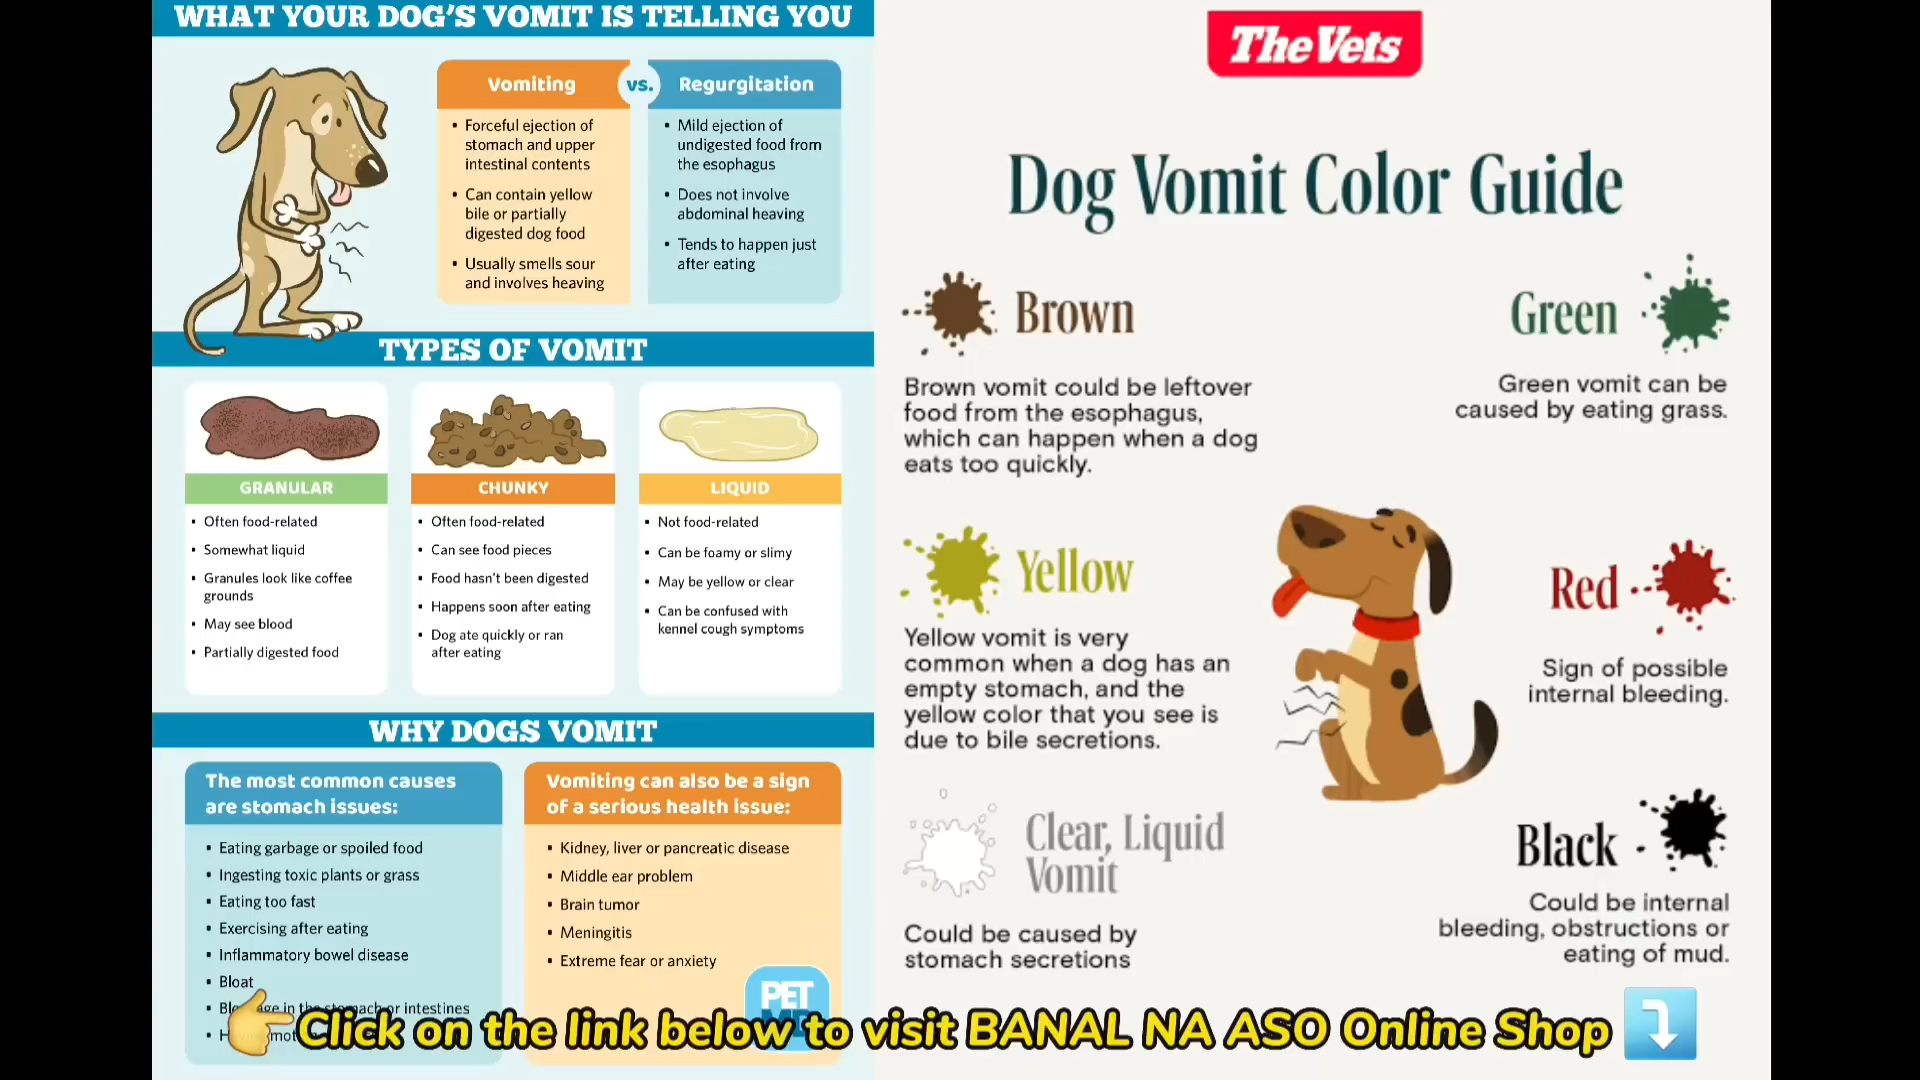 WHAT YOUR DOG'S VOMIT IS TELLING YOU
Vomiting
vs.
Regurgitation
• Forceful ejection of
stomach and upper
intestinal contents
• Can contain yellow
bile or partially
digested dog food
• Usually smells sour
and involves heaving
• Mild ejection of
undigested food from
the esophagus
• Does not involve
abdominal heaving
• Tends to happen just
after eating
TYPES OF VOMIT
GRANULAR
• Often food-related
• Somewhat liquid
• Granules look like coffee
grounds
• May see blood
• Partially digested food
CHUNKY
• Often food-related
• Can see food pieces
• Food hasn't been digested
• Happens soon after eating
• Dog ate quickly or ran
after eating
LIQUID
• Not food-related
• Can be foamy or slimy
• May be yellow or clear
• Can be confused with
kennel cough symptoms
WHY DOGS VOMIT
The most common causes
are stomach issues:
• Eating garbage or spoiled food
• Ingesting toxic plants or grass
• Eating too fast
• Exercising after eating
• Inflammatory bowel disease
• Bloat
• in the stomach or intestines
Vomiting can also be a sign
of a serious health issue:
• Kidney, liver or pancreatic disease
• Middle ear problem
• Brain tumor
• Meningitis
• Extreme fear or anxiety
PET
MD
The Vets
Dog Vomit Color Guide
Brown
Brown vomit could be leftover
food from the esophagus,
which can happen when a dog
eats too quickly.
Green
Green vomit can be
caused by eating grass.
Yellow
Yellow vomit is very
common when a dog has an
empty stomach, and the
yellow color that you see is
due to bile secretions.
Red
Sign of possible
internal bleeding.
Clear, Liquid
Vomit
Could be caused by
stomach secretions
Black
Could be internal
bleeding, obstructions or
eating of mud.
Click on the link below to visit BANAL NA ASO Online Shop